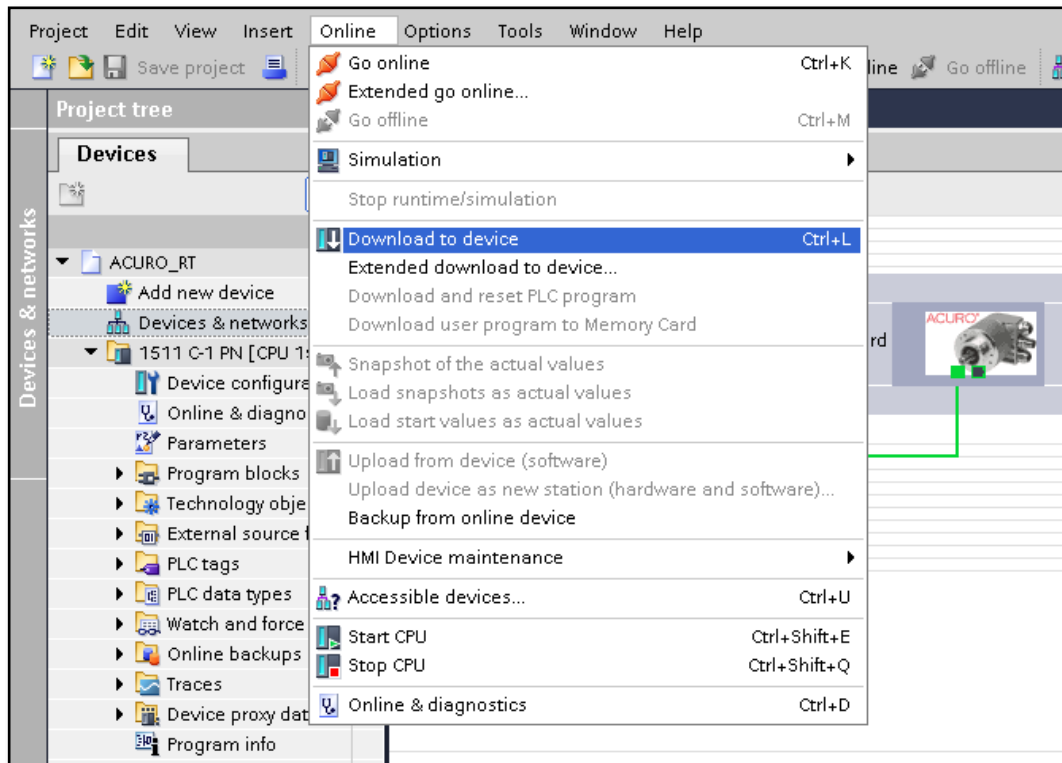 Project Edit View Insert Online Options Tools Window Help
Save project
line Go offline
Project tree
Devices
Devices & networks
ACURO_RT
Add new device
Devices & networks
1511 C-1 PN [CPU 1
Device configura
Online & diagno
Parameters
Program blocks
Technology obje
External source f
PLC tags
PLC data types
Watch and force
Online backups
Traces
Device proxy dat
Program info
Go online Ctrl+K
Extended go online...
Go offline Ctrl+M
Simulation
Stop runtime/simulation
Download to device Ctrl+L
Extended download to device...
Download and reset PLC program
Download user program to Memory Card
Snapshot of the actual values
Load snapshots as actual values
Load start values as actual values
Upload from device (software)
Upload device as new station (hardware and software)...
Backup from online device
HMI Device maintenance
Accessible devices... Ctrl+U
Start CPU Ctrl+Shift+E
Stop CPU Ctrl+Shift+Q
Online & diagnostics Ctrl+D
rd
ACURO®